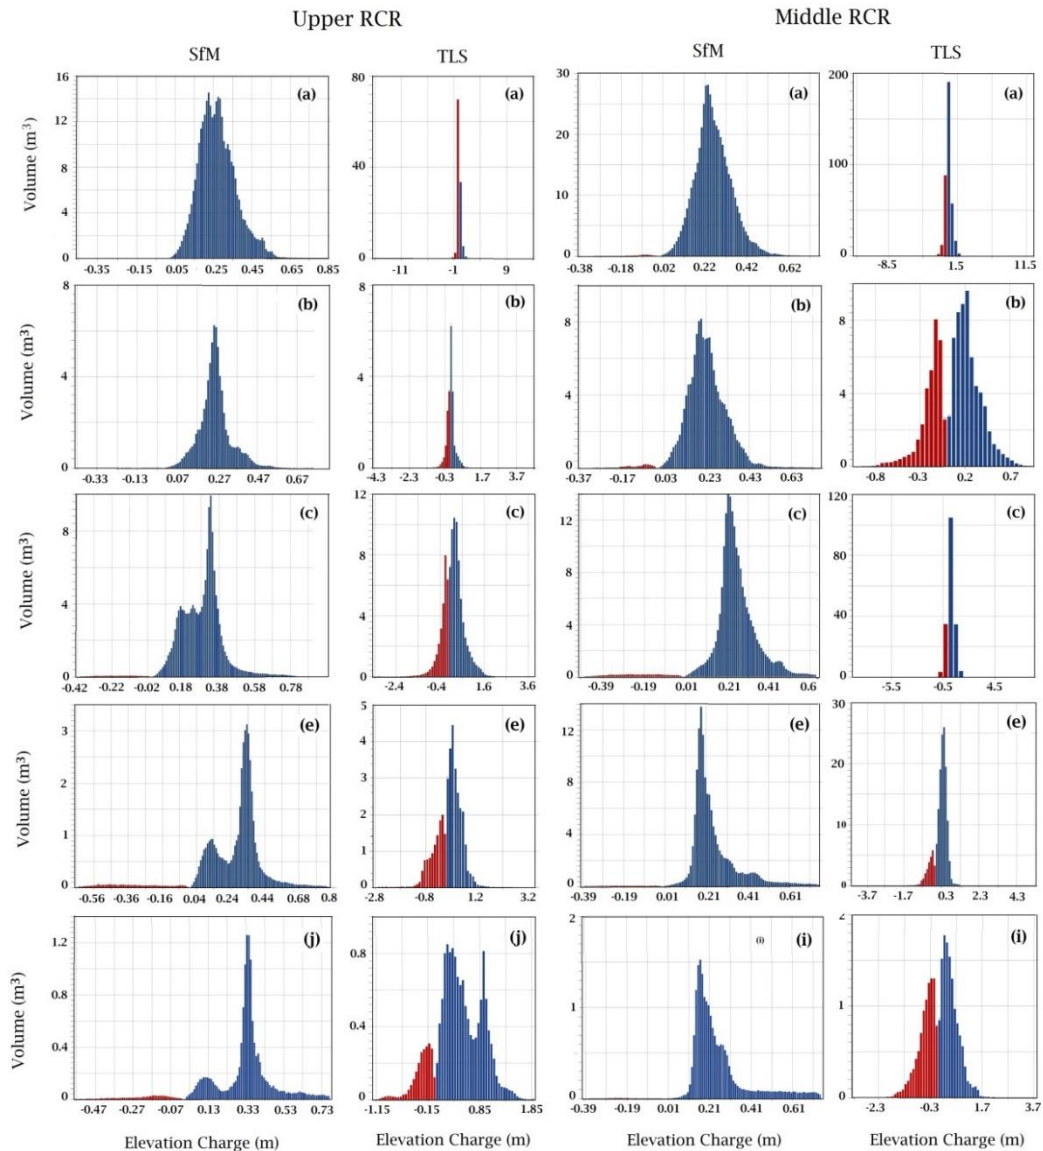 Upper RCR Middle RCR
SfM TLS SfM TLS
16 80 30 200
(a) (a) (a) (a)
12 150
20
Volume (m³)
8 40 100
10
4 50
0 0 0 0
-0.35 -0.15 0.05 0.25 0.45 0.65 0.85 -11 -1 9 -0.38 -0.18 0.02 0.22 0.42 0.62 -8.5 1.5 11.5
8 8
(b) (b) (b) (b)
8 8
Volume (m³)
4 4 4 4
0 0 0 0
-0.33 -0.13 0.07 0.27 0.47 0.67 -4.3 -2.3 -0.3 1.7 3.7 -0.37 -0.17 0.03 0.23 0.43 0.63 -0.8 -0.3 0.2 0.7
12 120
(c) (c) (c) (c)
8 12
8 80
Volume (m³)
8
4 4 40
4
0 0 0 0
-0.42 -0.22 -0.02 0.18 0.38 0.58 0.78 -2.4 -0.4 1.6 3.6 -0.39 -0.19 0.01 0.21 0.41 0.6 -5.5 -0.5 4.5
5 30
(e) (e) (e) (e)
3 4 12
20
2 3 8
Volume (m³)
2
1 4 10
1
0 0 0 0
-0.56 -0.36 -0.16 0.04 0.24 0.44 0.64 0.8 -2.8 -0.8 1.2 3.2 -0.39 -0.19 0.01 0.21 0.41 0.61 -3.7 -1.7 0.3 2.3 4.3
2 2
(j) (j) (i) (i) (i)
1.2 0.8
0.8 1 1
Volume (m³)
0.4 0.4
0 0 0 0
-0.47 -0.27 -0.07 0.13 0.33 0.53 0.73 -1.15 -0.15 0.85 1.85 -0.39 -0.19 0.01 0.21 0.41 0.61 -2.3 -0.3 1.7 3.7
Elevation Charge (m) Elevation Charge (m) Elevation Charge (m) Elevation Charge (m)